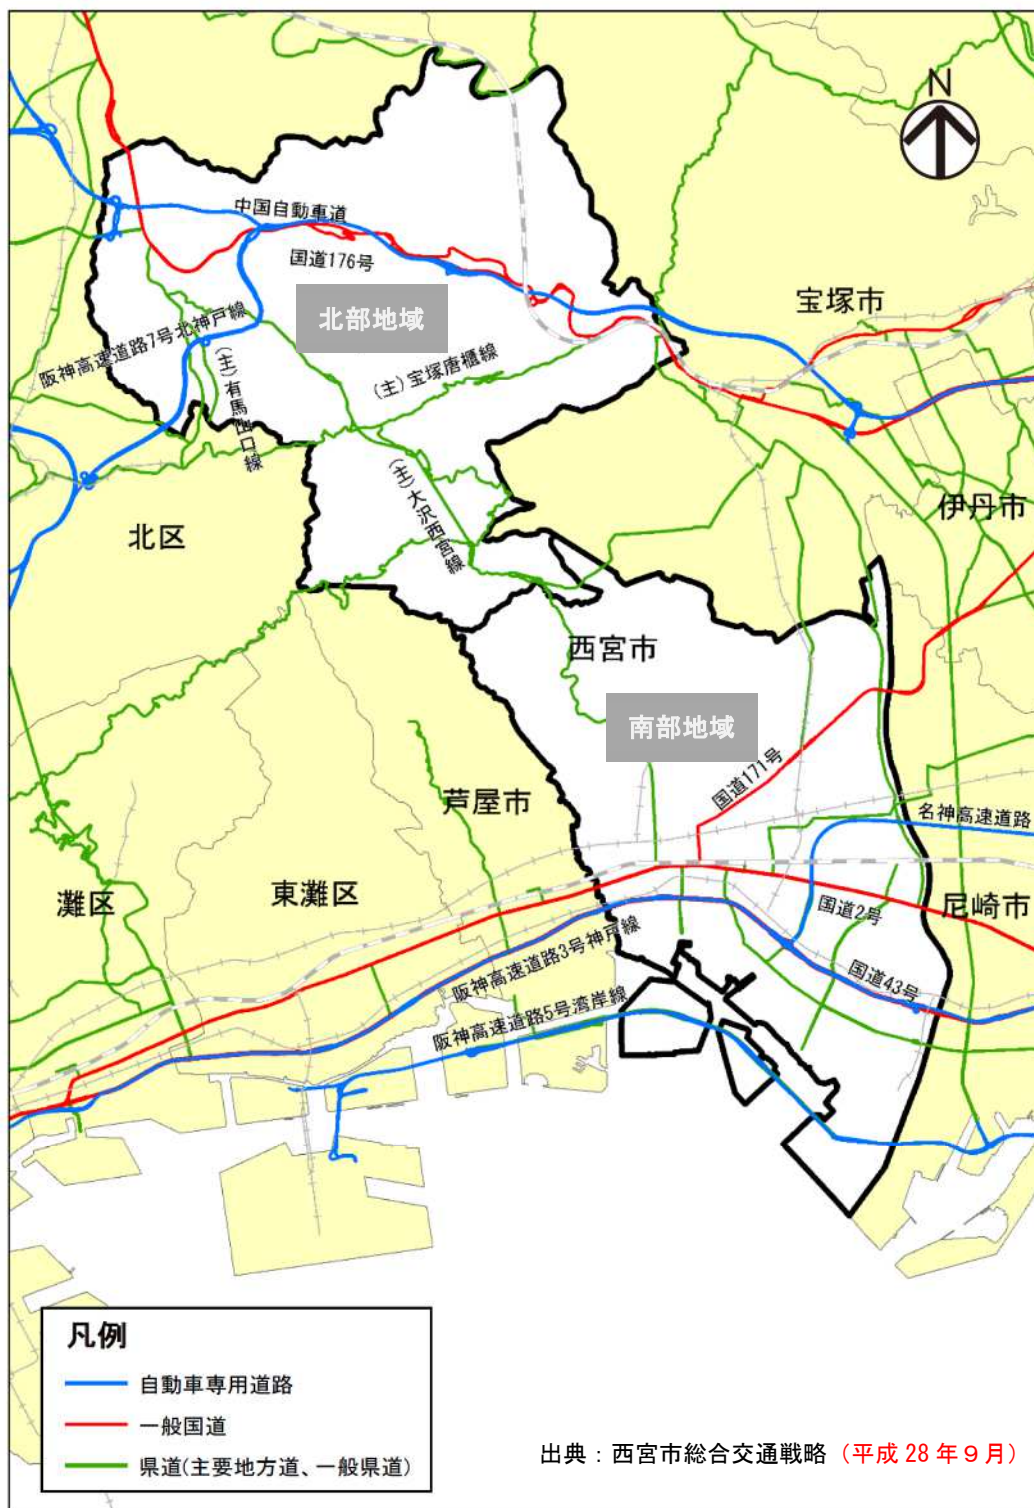 N
中国自動車道
国道176号
宝塚市
北部地域
阪神高速道路7号北神戸線
(主)有馬山口線
(主)宝塚唐櫃線
(主)大沢西宮線
伊丹市
北区
西宮市
南部地域
国道171号
芦屋市
名神高速道路
灘区
東灘区
国道2号
尼崎市
阪神高速道路3号神戸線
国道43号
阪神高速道路5号湾岸線
凡例
自動車専用道路
一般国道
県道(主要地方道、一般県道)
出典：西宮市総合交通戦略（平成28年９月）